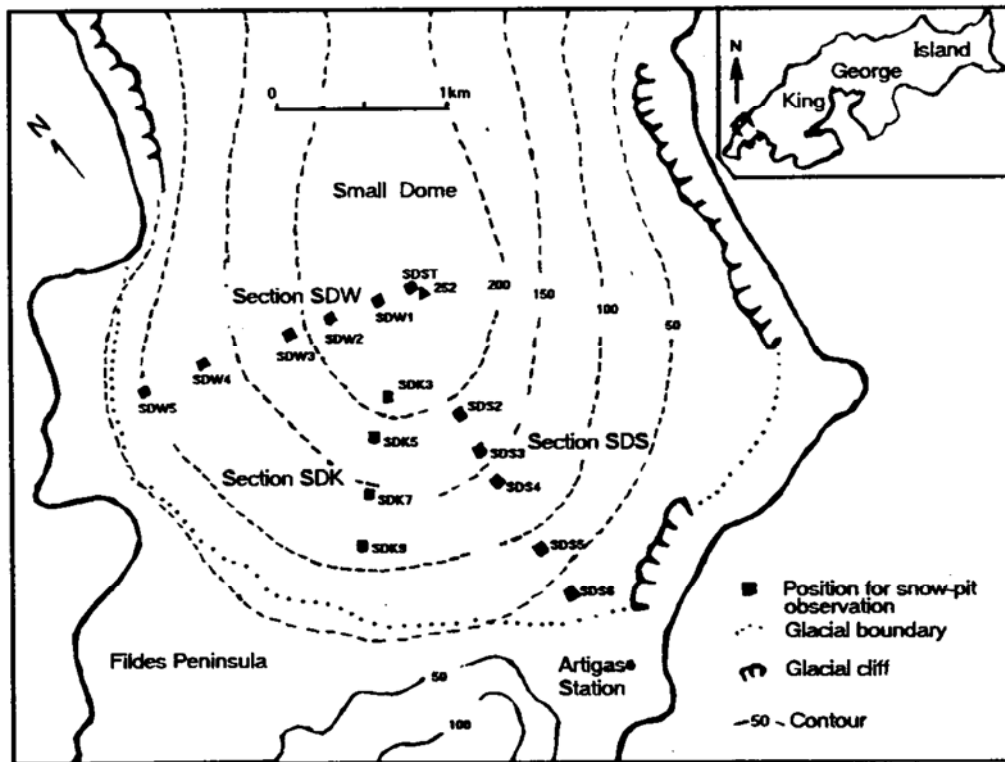 N
Island
George
King
0 1km
N
Small Dome
SDST
2S2
Section SDW
SDW1
SDW2
SDW3
SDW4
SDW5
200
150
100
50
SDK3
SDS2
SDK5
SDS3
Section SDS
Section SDK
SDS4
SDK7
SDK9
SDS5
SDS6
Position for snow-pit
observation
Glacial boundary
Glacial cliff
-50 - Contour
Fildes Peninsula
Artigas
Station
50
100